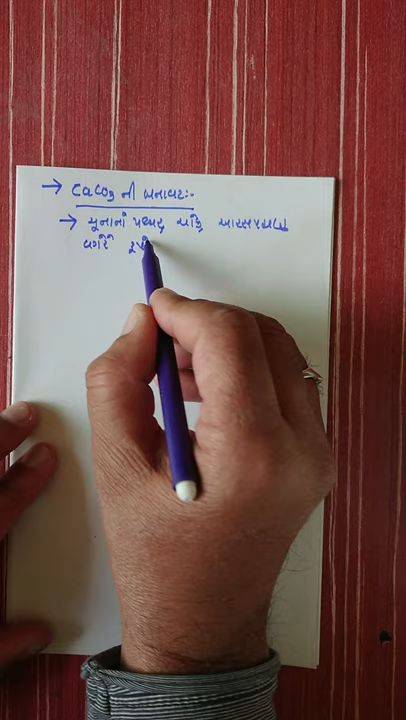 → CaCO3 ની બનાવટ:-
→ ચૂનાનાં પથ્થર, ચૉક, આરસપહાણ
વગેરે રૂપે